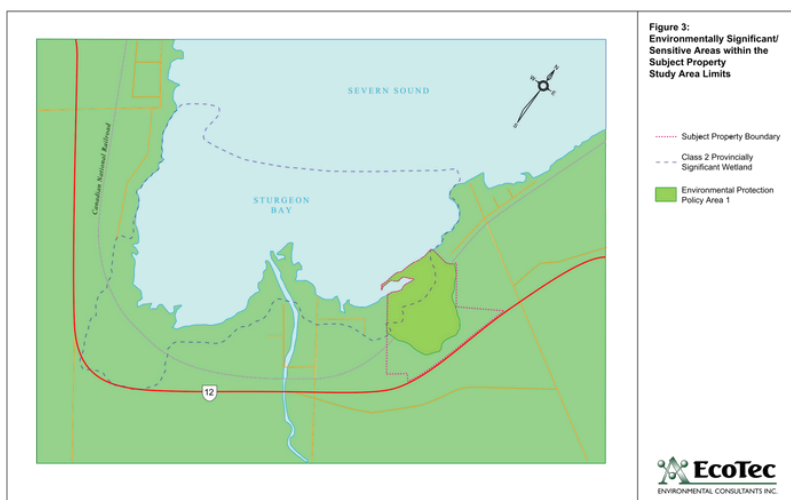 Figure 3:
Environmentally Significant/
Sensitive Areas within the
Subject Property
Study Area Limits
N
W
E
S
SEVERN SOUND
Canadian National Railroad
STURGEON
BAY
12
Subject Property Boundary
Class 2 Provincially
Significant Wetland
Environmental Protection
Policy Area 1
EcoTec
ENVIRONMENTAL CONSULTANTS INC.